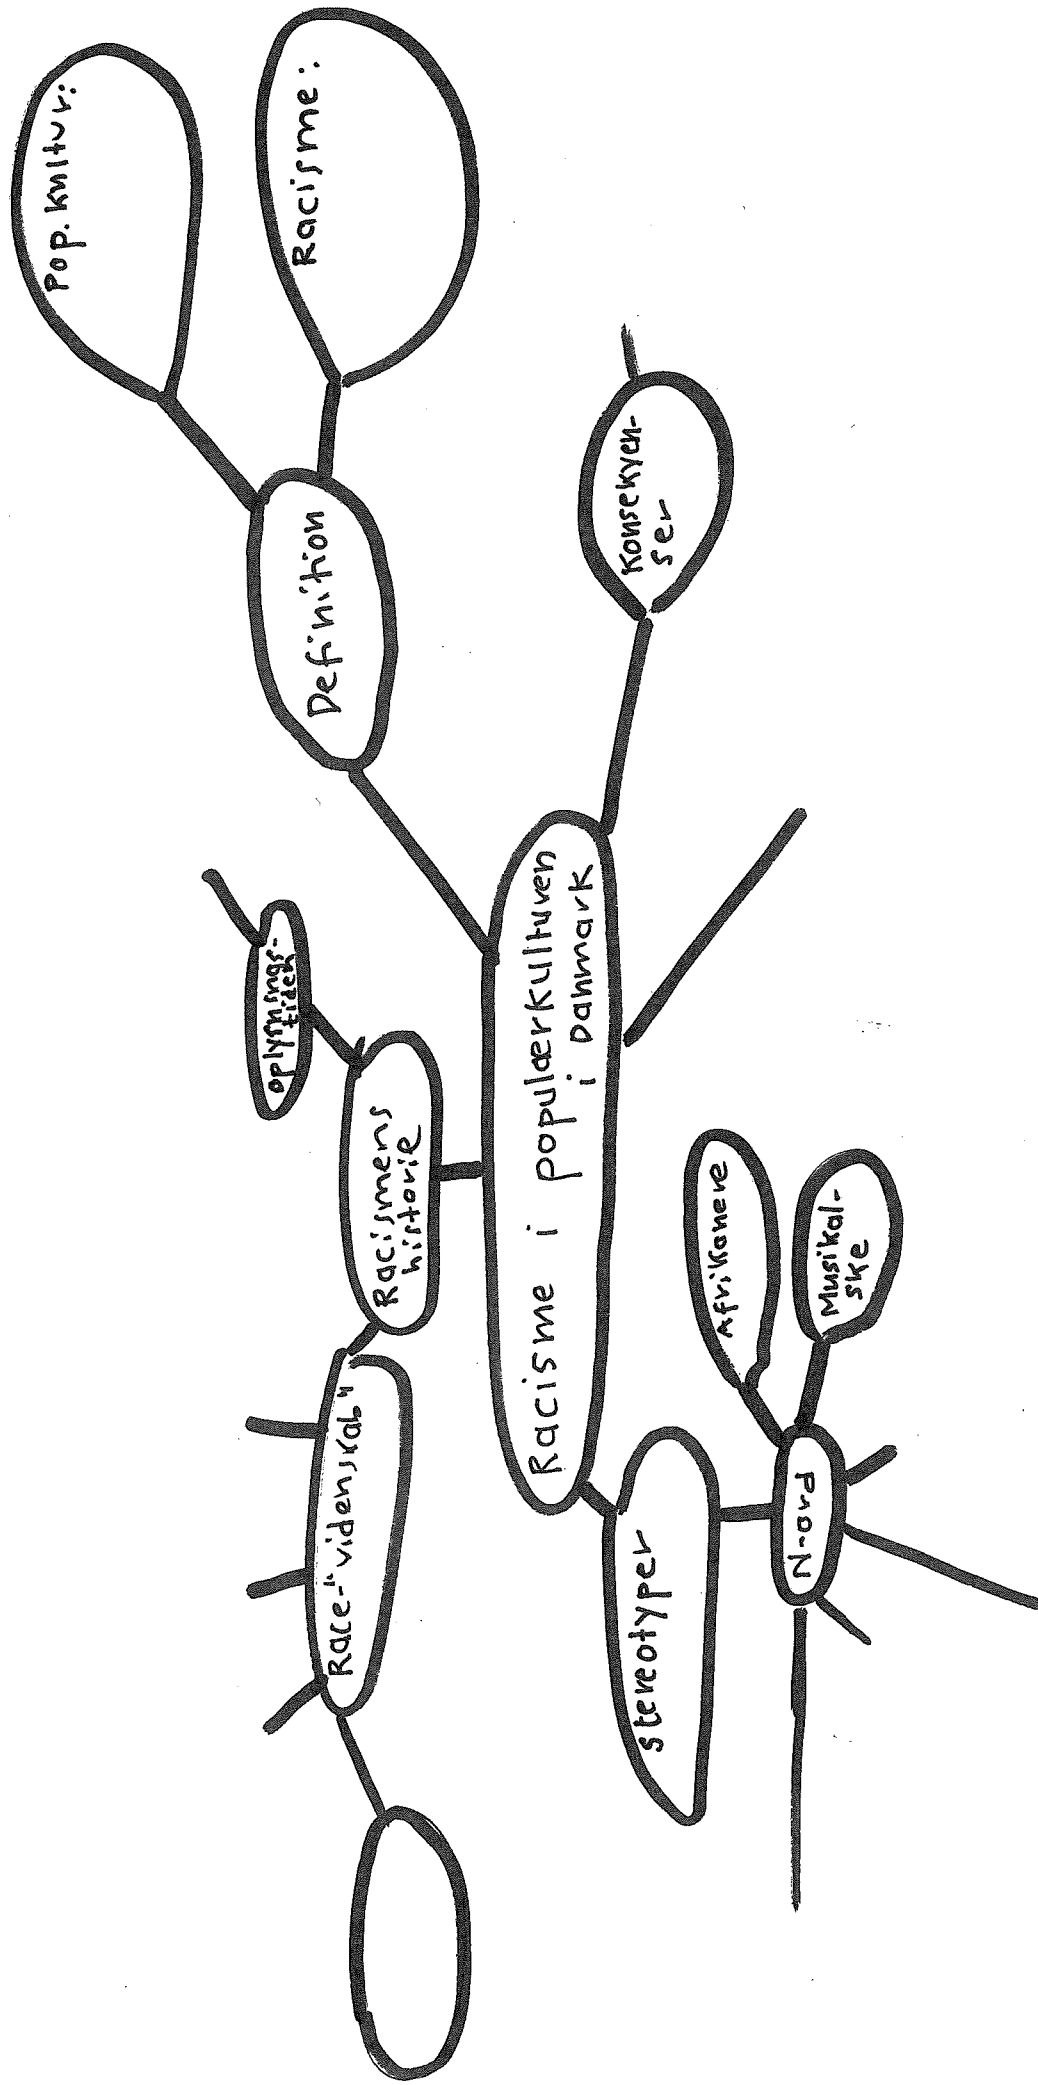 Pop. kultur:
Racisme:
Definition
Konsekven-
ser
oplysnings-
tiden
Racismens
historie
Race-"videnskab"
Racisme i populærkulturen
i Danmark
stereotyper
N-ord
Afrikanere
Musikal-
ske